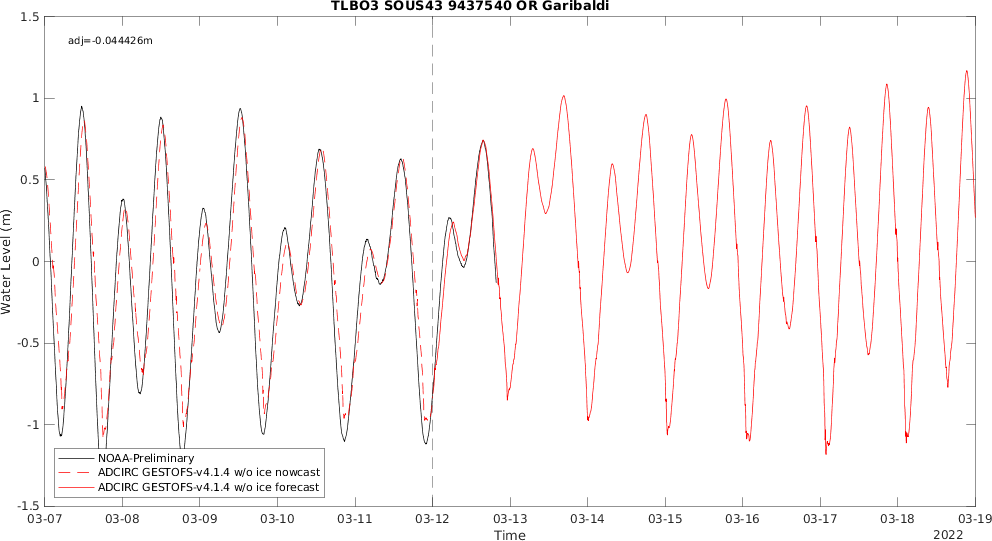 TLBO3 SOUS43 9437540 OR Garibaldi
adj=-0.044426m
Water Level (m)
1.5
1
0.5
0
-0.5
-1
-1.5
NOAA-Preliminary
ADCIRC GESTOFS-v4.1.4 w/o ice nowcast
ADCIRC GESTOFS-v4.1.4 w/o ice forecast
03-07 03-08 03-09 03-10 03-11 03-12 03-13 03-14 03-15 03-16 03-17 03-18 03-19
Time
2022